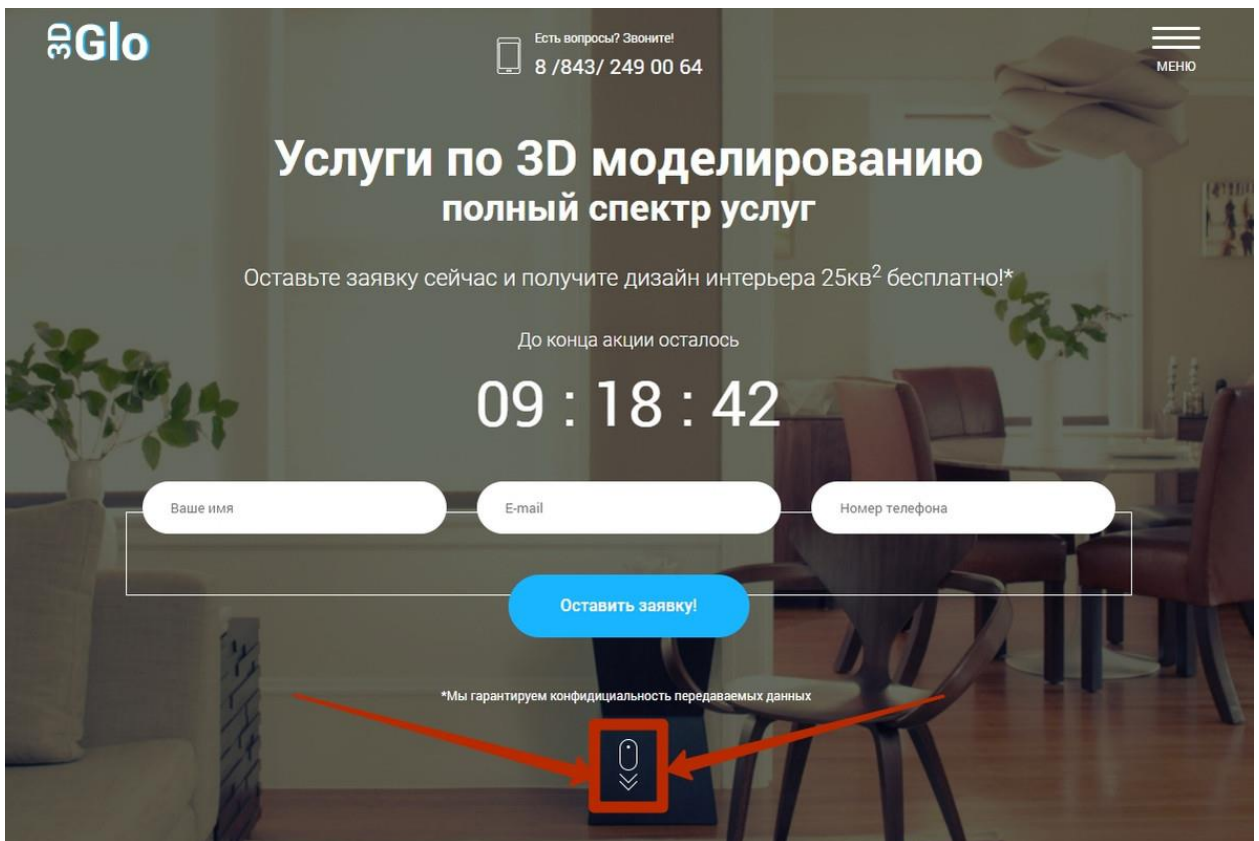 3D Glo
Есть вопросы? Звоните!
8 /843/ 249 00 64
МЕНЮ
Услуги по 3D моделированию
полный спектр услуг
Оставьте заявку сейчас и получите дизайн интерьера 25кв² бесплатно!*
До конца акции осталось
09 : 18 : 42
Ваше имя
E-mail
Номер телефона
Оставить заявку!
*Мы гарантируем конфидициальность передаваемых данных